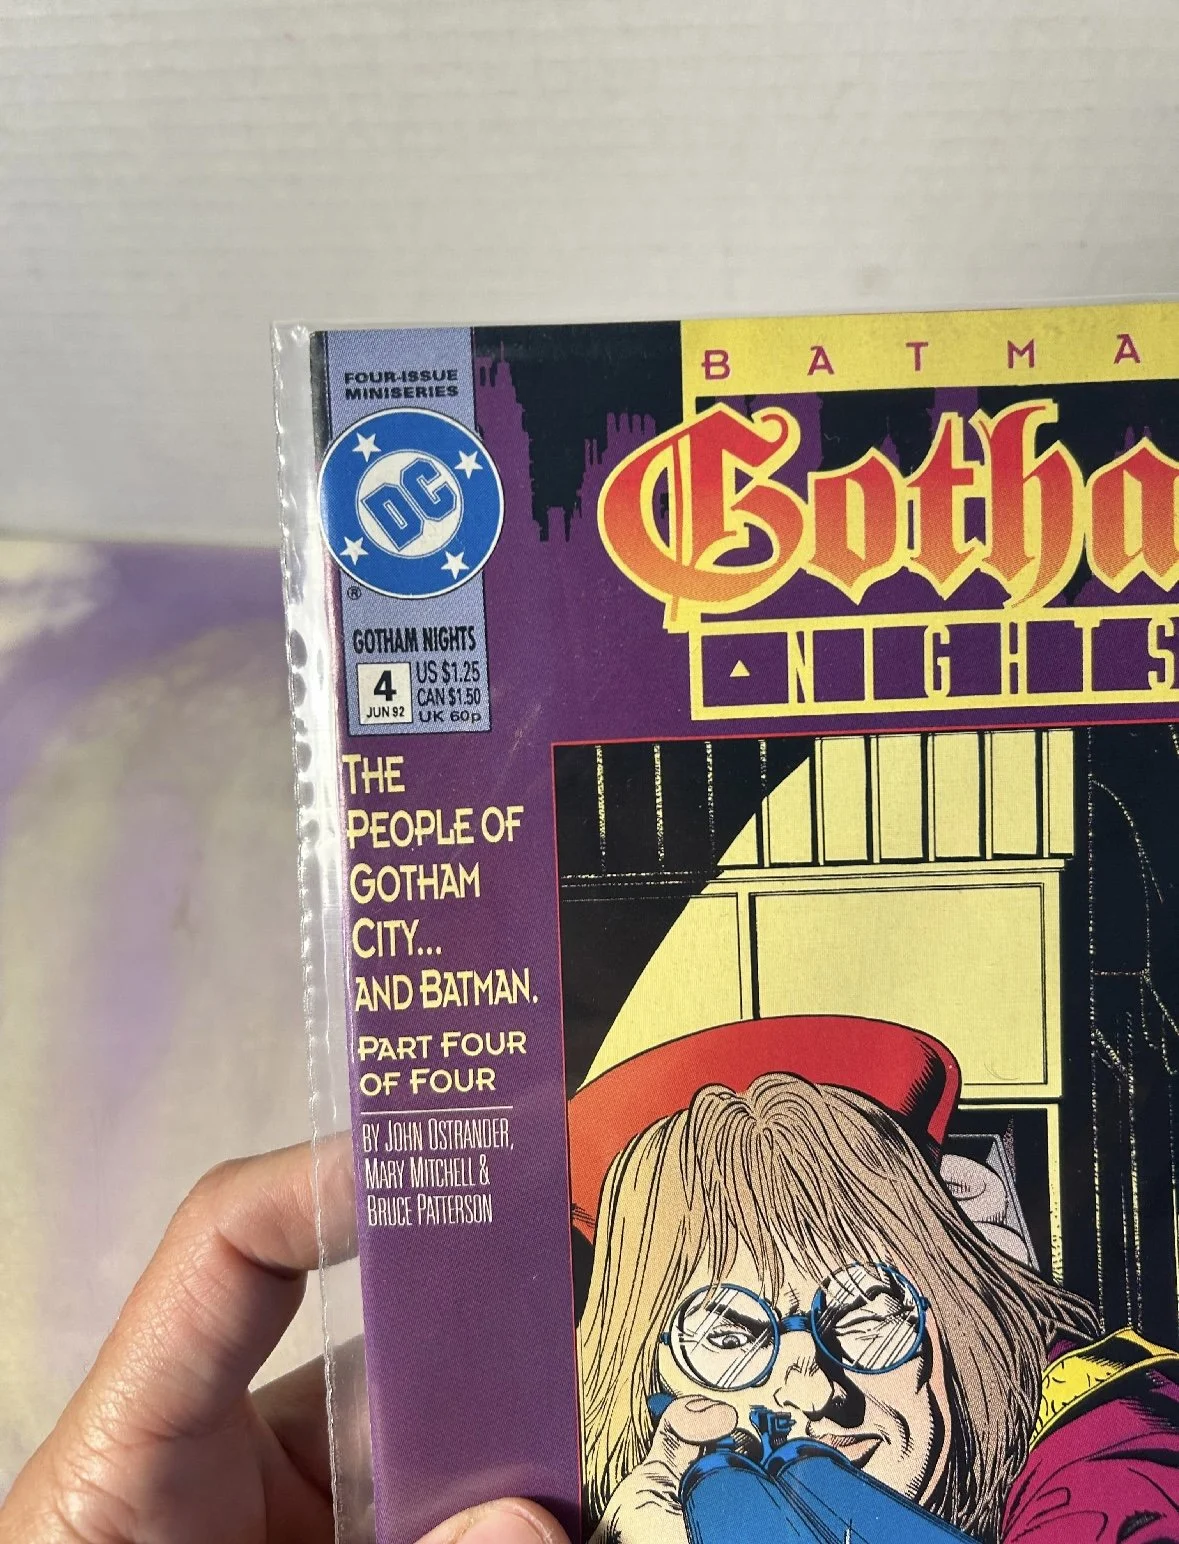 FOUR-ISSUE
MINISERIES
DC
®
GOTHAM NIGHTS
4
JUN 92
US $1.25
CAN $1.50
UK 60p
BATMA
Gotha
NIGHTS
THE
PEOPLE OF
GOTHAM
CITY...
AND BATMAN.
PART FOUR
OF FOUR
BY JOHN OSTRANDER,
MARY MITCHELL &
BRUCE PATTERSON